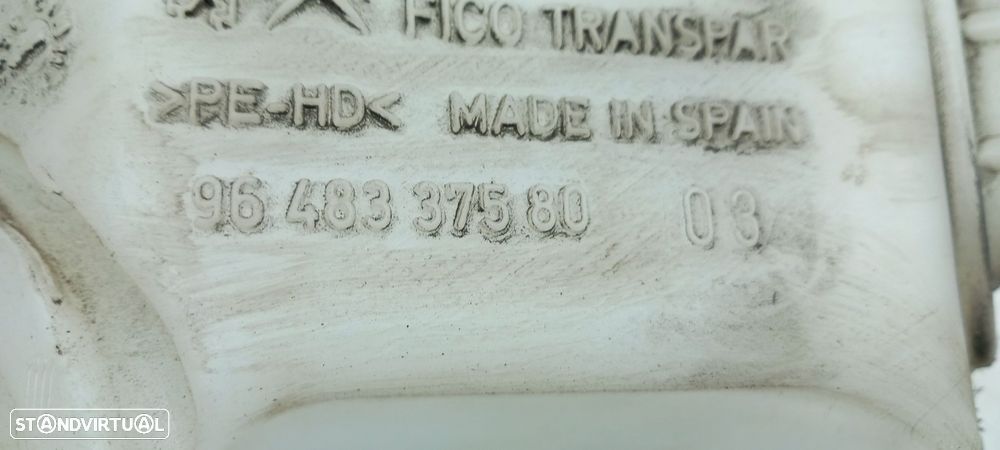 FICO TRANSPAR
>PE-HD< MADE IN SPAIN
96 483 375 80 03
STANDVIRTUAL